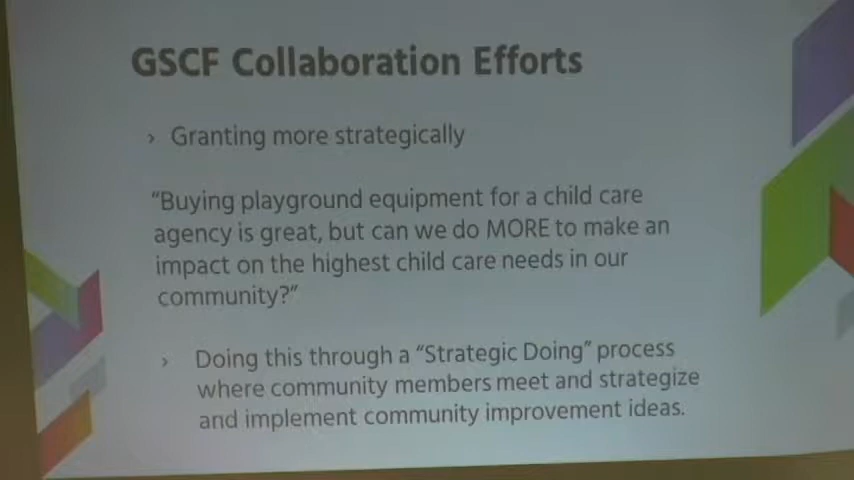 GSCF Collaboration Efforts
› Granting more strategically
“Buying playground equipment for a child care
agency is great, but can we do MORE to make an
impact on the highest child care needs in our
community?”
› Doing this through a “Strategic Doing” process
where community members meet and strategize
and implement community improvement ideas.